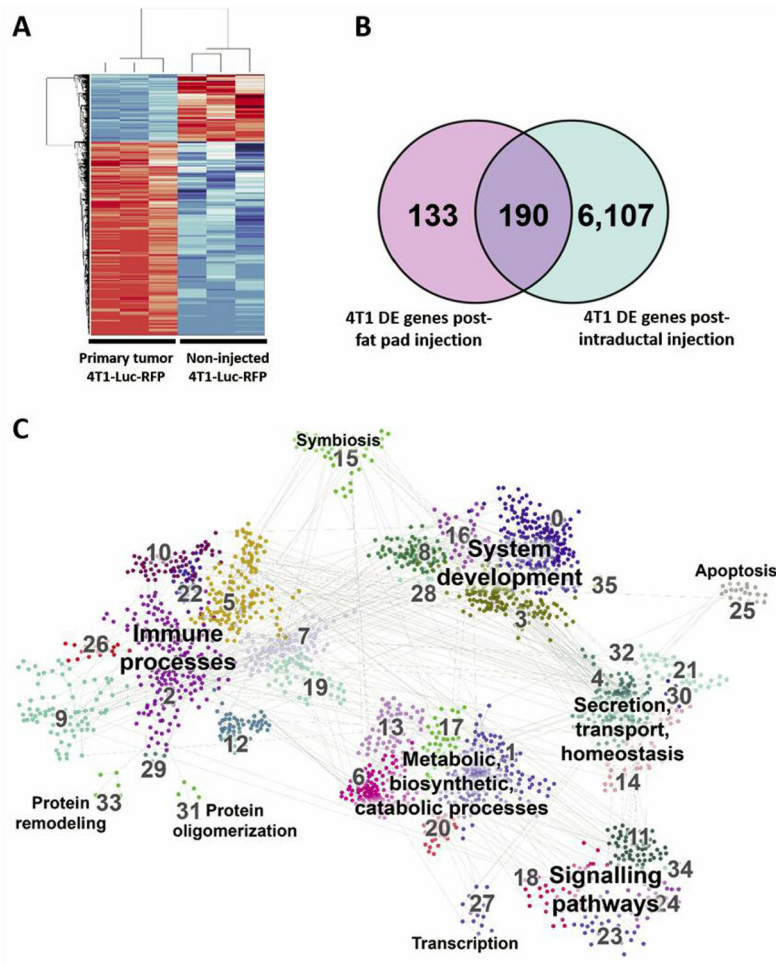 A
Primary tumor
4T1-Luc-RFP
Non-injected
4T1-Luc-RFP
B
133
190
6,107
4T1 DE genes post-
fat pad injection
4T1 DE genes post-
intraductal injection
C
Symbiosis
15
10
22
5
Immune
processes
26
2
7
19
9
12
29
33
Protein
remodeling
31
Protein
oligomerization
0
16
8
System
development
28
35
3
Apoptosis
25
32
4
21
30
Secretion,
transport,
homeostasis
14
13
17
1
Metabolic,
biosynthetic,
catabolic processes
6
20
11
34
18
Signalling
pathways
24
23
27
Transcription